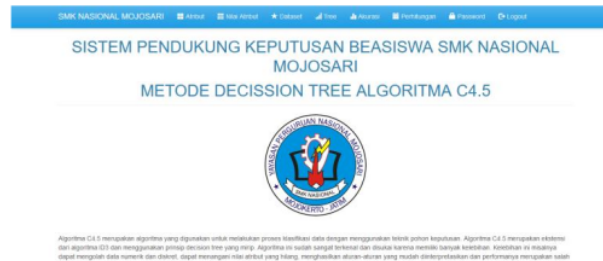 SMK NASIONAL MOJOSARI Atribut Nilai Atribut Dataset Tree Akurasi Perhitungan Password Logout
SISTEM PENDUKUNG KEPUTUSAN BEASISWA SMK NASIONAL
MOJOSARI
METODE DECISSION TREE ALGORITMA C4.5
YAYASAN PERGURUAN NASIONAL MOJOSARI
SMK NASIONAL
MOJOKERTO - JATIM
Algoritma C4.5 merupakan algoritma yang digunakan untuk melakukan proses klasifikasi data dengan menggunakan teknik pohon keputusan. Algoritma C4.5 merupakan ekstensi
dari algoritma ID3 dan menggunakan prinsip decision tree yang mirip. Algoritma ini sudah sangat terkenal dan disukai karena memiliki banyak kelebihan. Kelebihan ini misalnya
dapat mengolah data numerik dan diskret, dapat menangani nilai atribut yang hilang, menghasilkan aturan-aturan yang mudah diinterpretasikan dan performanya merupakan salah